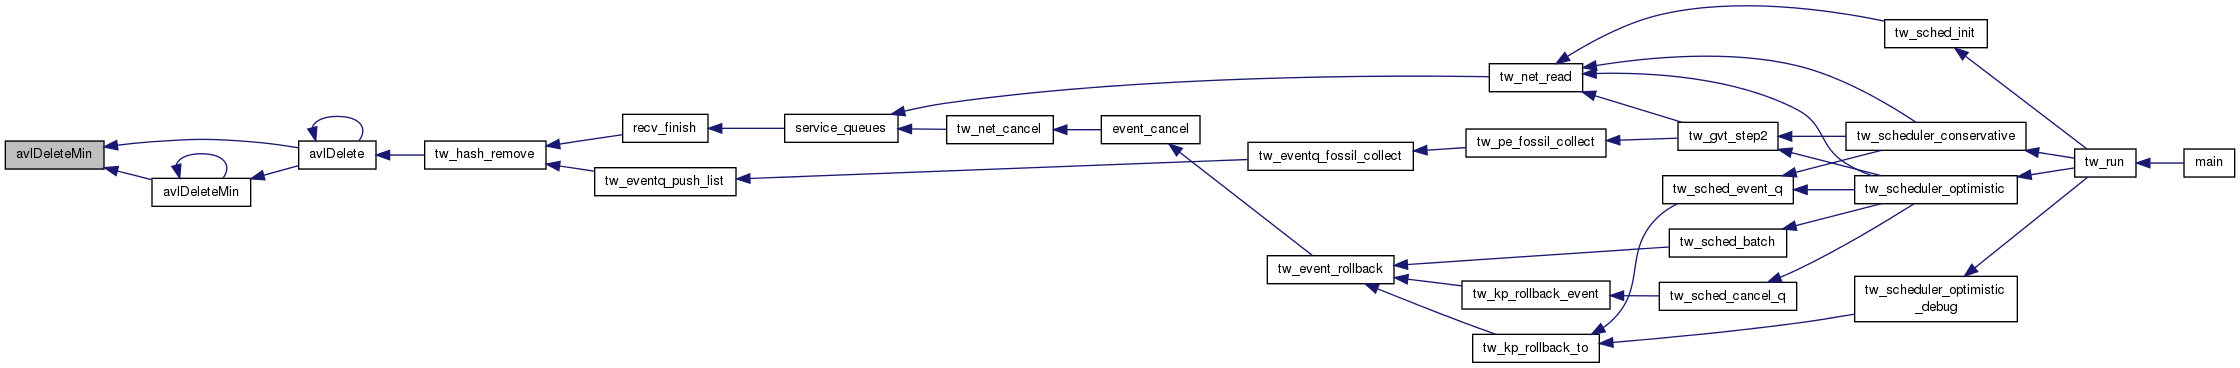 avlDeleteMin
avlDeleteMin
avlDelete
tw_hash_remove
recv_finish
tw_eventq_push_list
service_queues
tw_net_cancel
event_cancel
tw_eventq_fossil_collect
tw_event_rollback
tw_pe_fossil_collect
tw_net_read
tw_kp_rollback_event
tw_kp_rollback_to
tw_gvt_step2
tw_sched_event_q
tw_sched_batch
tw_sched_cancel_q
tw_sched_init
tw_scheduler_conservative
tw_scheduler_optimistic
tw_scheduler_optimistic
_debug
tw_run
main